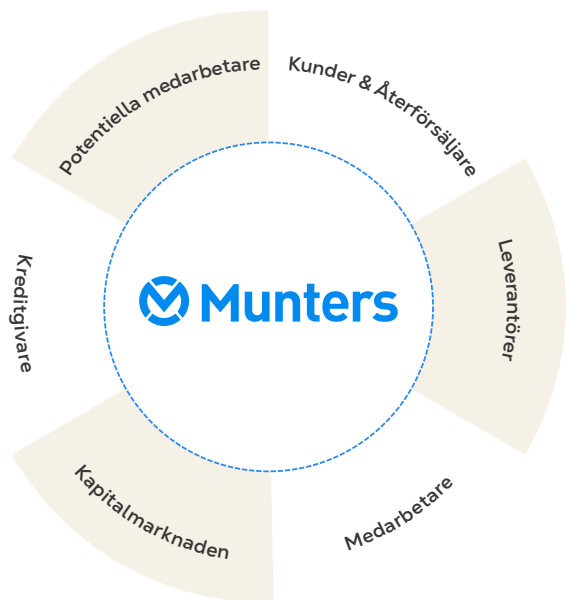 Potentiella medarbetare
Kunder & Återförsäljare
Leverantörer
Medarbetare
Kapitalmarknaden
Kreditgivare
Munters